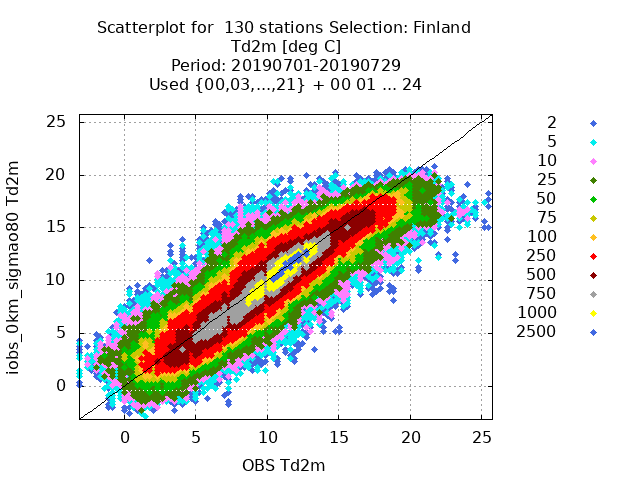 Scatterplot for  130 stations Selection: Finland
Td2m [deg C]
Period: 20190701-20190729
Used {00,03,...,21} + 00 01 ... 24
iobs_0km_sigmao80 Td2m
25
20
15
10
5
0
0 5 10 15 20 25
OBS Td2m
2
5
10
25
50
75
100
250
500
750
1000
2500